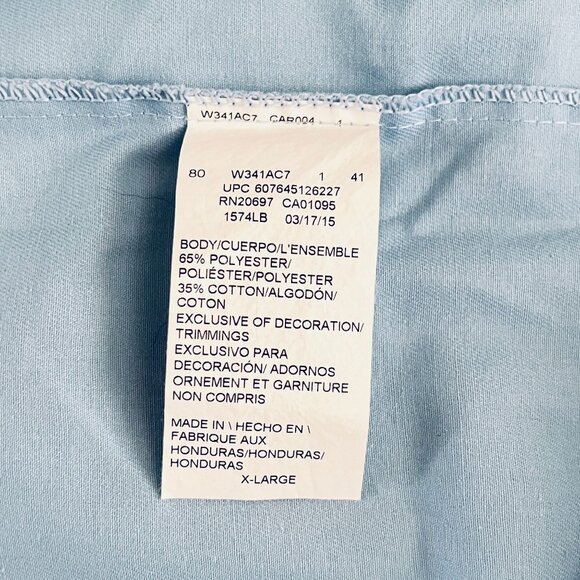 W341AC7 CAR004 1
80 W341AC7 1 41
UPC 607645126227
RN20697 CA01095
1574LB 03/17/15
BODY/CUERPO/L'ENSEMBLE
65% POLYESTER/
POLIÉSTER/POLYESTER
35% COTTON/ALGODÓN/
COTON
EXCLUSIVE OF DECORATION/
TRIMMINGS
EXCLUSIVO PARA
DECORACIÓN/ ADORNOS
ORNEMENT ET GARNITURE
NON COMPRIS
MADE IN \ HECHO EN \
FABRIQUE AUX
HONDURAS/HONDURAS/
HONDURAS
X-LARGE